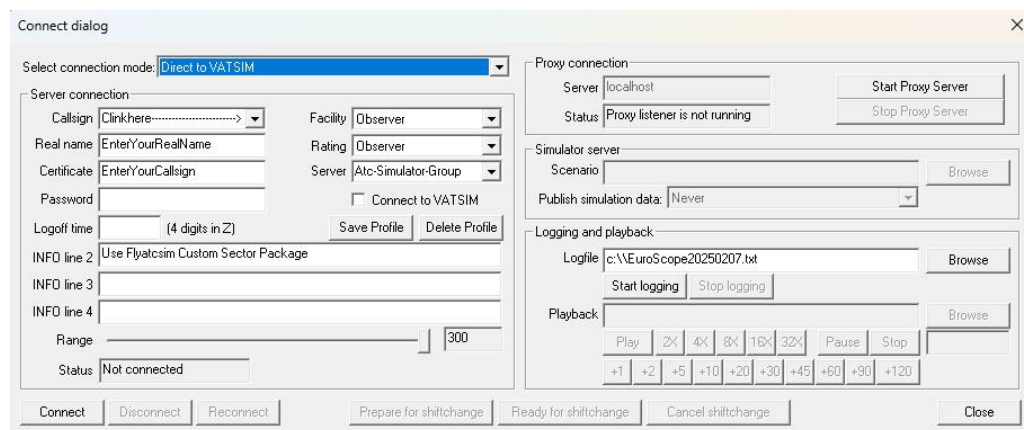 Connect dialog
Select connection mode: Direct to VATSIM
Server connection
Callsign Clinkhere------------------------>
Facility Observer
Real name EnterYourRealName
Rating Observer
Certificate EnterYourCallsign
Server Atc-Simulator-Group
Password
Connect to VATSIM
Logoff time (4 digits in Z)
Save Profile Delete Profile
INFO line 2 Use Flyatcsim Custom Sector Package
INFO line 3
INFO line 4
Range 300
Status Not connected
Proxy connection
Server localhost
Start Proxy Server
Status Proxy listener is not running
Stop Proxy Server
Simulator server
Scenario Browse
Publish simulation data: Never
Logging and playback
Logfile c:\\EuroScope20250207.txt Browse
Start logging Stop logging
Playback Browse
Play 2X 4X 8X 16X 32X Pause Stop
+1 +2 +5 +10 +20 +30 +45 +60 +90 +120
Connect Disconnect Reconnect Prepare for shiftchange Ready for shiftchange Cancel shiftchange Close